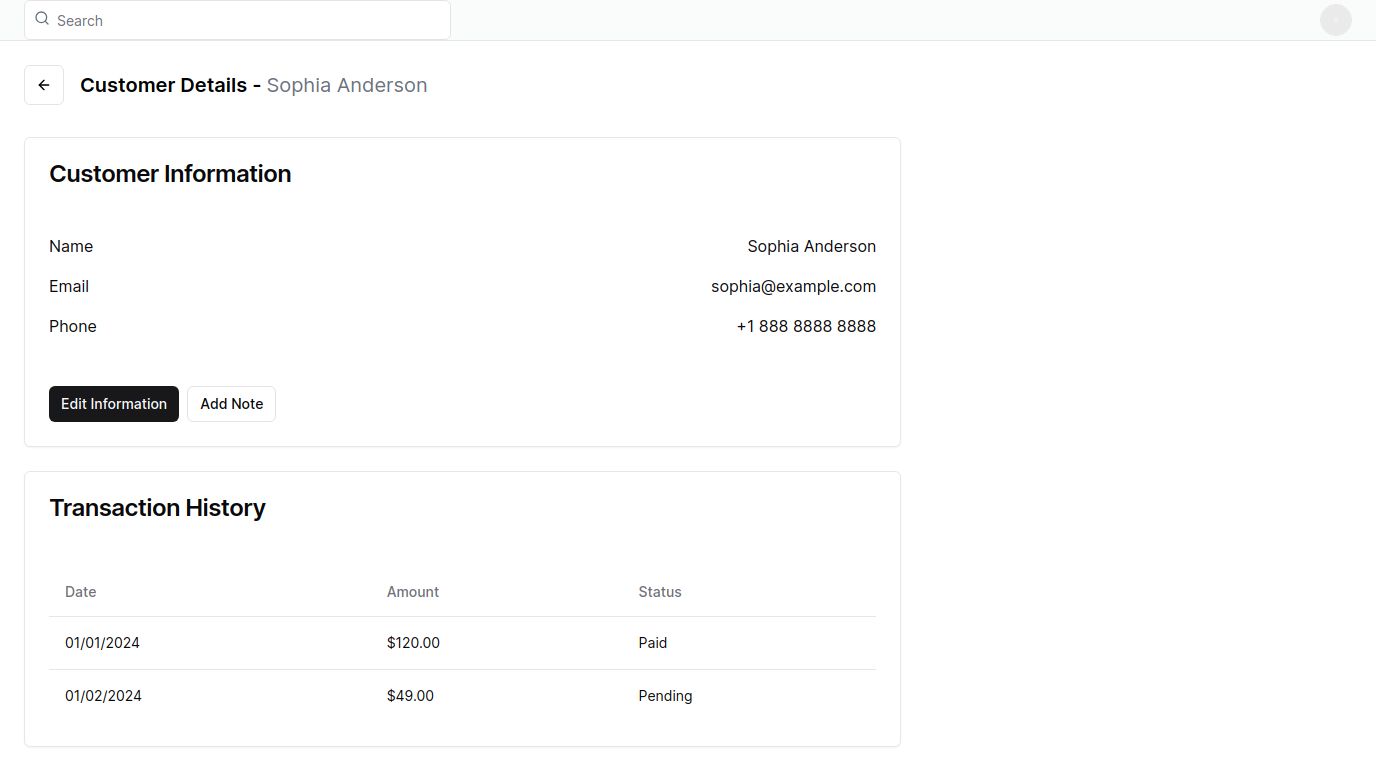 Search
Customer Details - Sophia Anderson
Customer Information
Name Sophia Anderson
Email sophia@example.com
Phone +1 888 8888 8888
Edit Information Add Note
Transaction History
Date Amount Status
01/01/2024 $120.00 Paid
01/02/2024 $49.00 Pending